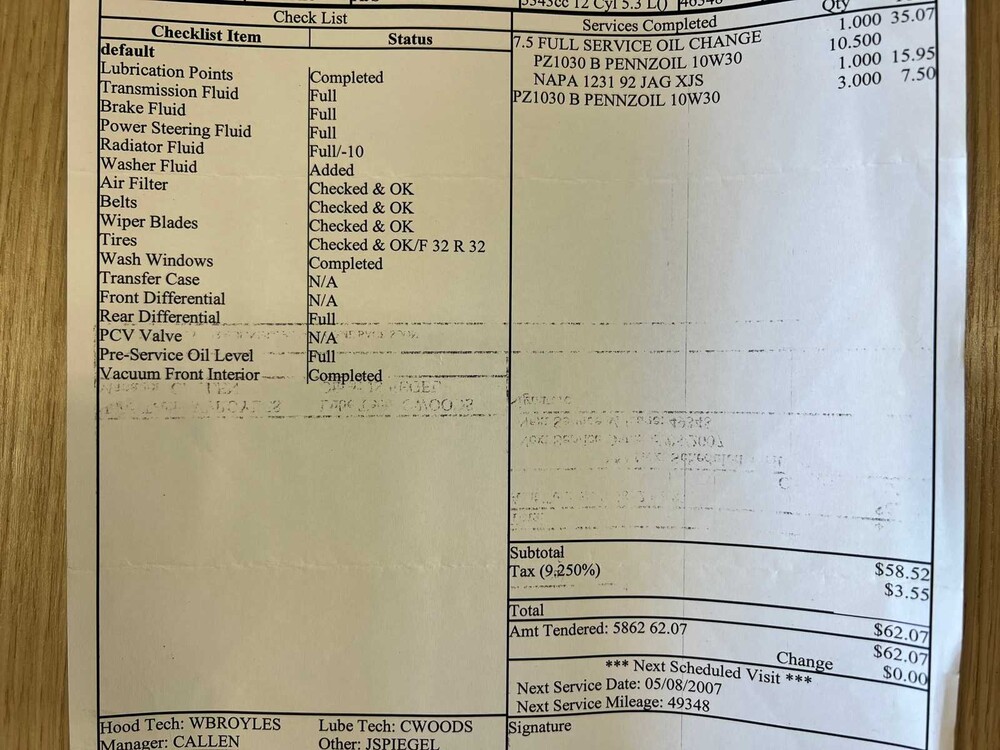 5343cc 12 Cyl 5.3 L()
Check List
Services Completed
Qty
Checklist Item Status
default
Lubrication Points Completed
Transmission Fluid Full
Brake Fluid Full
Power Steering Fluid Full
Radiator Fluid Full/-10
Washer Fluid Added
Air Filter Checked & OK
Belts Checked & OK
Wiper Blades Checked & OK
Tires Checked & OK/F 32 R 32
Wash Windows Completed
Transfer Case N/A
Front Differential N/A
Rear Differential Full
PCV Valve N/A
Pre-Service Oil Level Full
Vacuum Front Interior Completed
7.5 FULL SERVICE OIL CHANGE 1.000 35.07
PZ1030 B PENNZOIL 10W30 10.500
NAPA 1231 92 JAG XJS 1.000 15.95
PZ1030 B PENNZOIL 10W30 3.000 7.50
Subtotal $58.52
Tax (9.250%) $3.55
Total $62.07
Amt Tendered: 5862 62.07 $62.07
Change $0.00
*** Next Scheduled Visit ***
Next Service Date: 05/08/2007
Next Service Mileage: 49348
Hood Tech: WBROYLES Lube Tech: CWOODS
Manager: CALLEN Other: JSPIEGEL
Signature